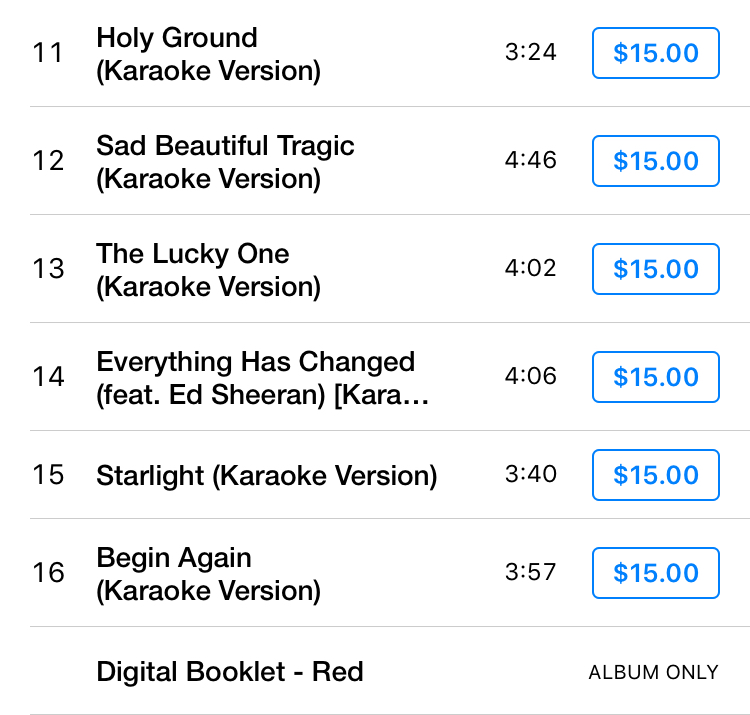 11 Holy Ground (Karaoke Version) 3:24 $15.00
12 Sad Beautiful Tragic (Karaoke Version) 4:46 $15.00
13 The Lucky One (Karaoke Version) 4:02 $15.00
14 Everything Has Changed (feat. Ed Sheeran) [Kara... 4:06 $15.00
15 Starlight (Karaoke Version) 3:40 $15.00
16 Begin Again (Karaoke Version) 3:57 $15.00
Digital Booklet - Red ALBUM ONLY